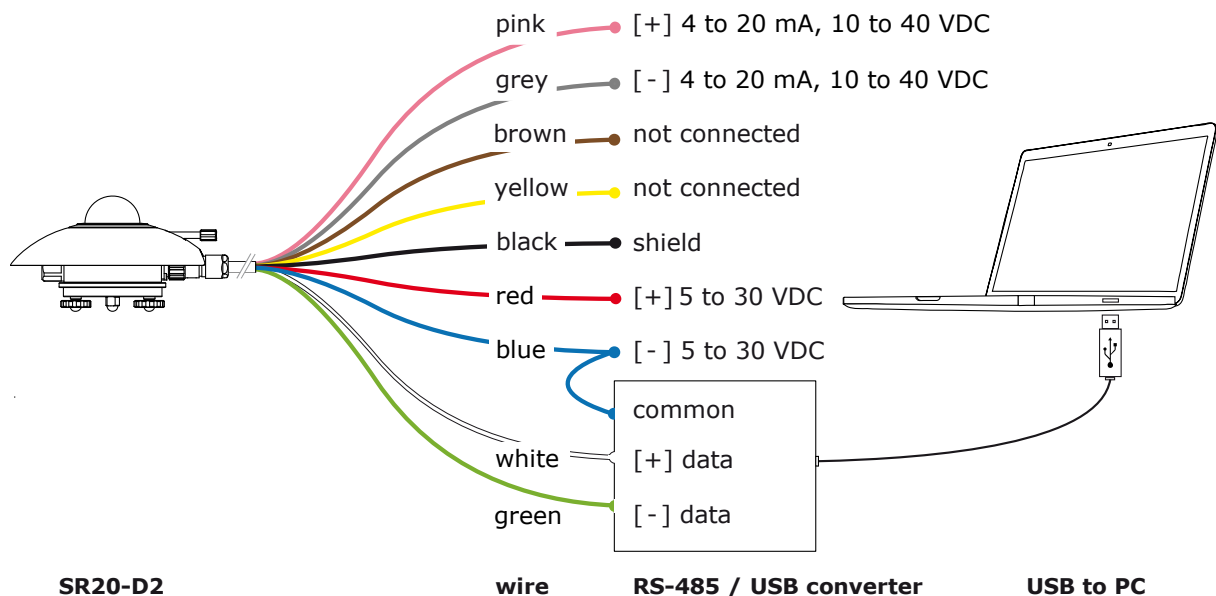 pink [+] 4 to 20 mA, 10 to 40 VDC
grey [-] 4 to 20 mA, 10 to 40 VDC
brown not connected
yellow not connected
black shield
red [+] 5 to 30 VDC
blue [-] 5 to 30 VDC
common
white [+] data
green [-] data
SR20-D2 wire RS-485 / USB converter USB to PC